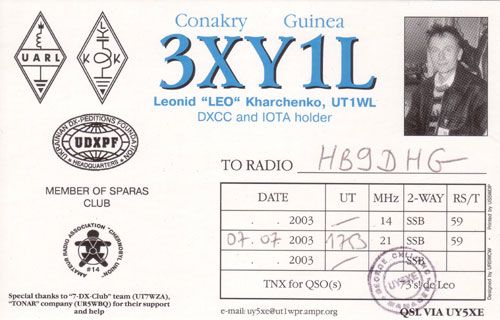 Conakry Guinea
3XY1L
Leonid "LEO" Kharchenko, UT1WL
DXCC and IOTA holder
UARL
K K
UKRAINIAN DX-PEDITIONS FOUNDATION
UDXPF
HEADQUARTERS
MEMBER OF SPARAS
CLUB
AMATEUR RADIO ASSOCIATION "CHERNOBYL UNION"
#14
Special thanks to "7-DX-Club" team (UT7WZA),
"TONAR" company (UR5WBQ) for their support
and help
TO RADIO HB9DHG
DATE UT MHz 2-WAY RS/T
. . 2003 — 14 SSB 59
07.07 2003 1713 21 SSB 59
. . 2003 — SSB
TNX for QSO(s) 73's! de Leo
GEORGE
UY5XE
e-mail: uy5xe@ut1wpr.ampr.org QSL VIA UY5XE